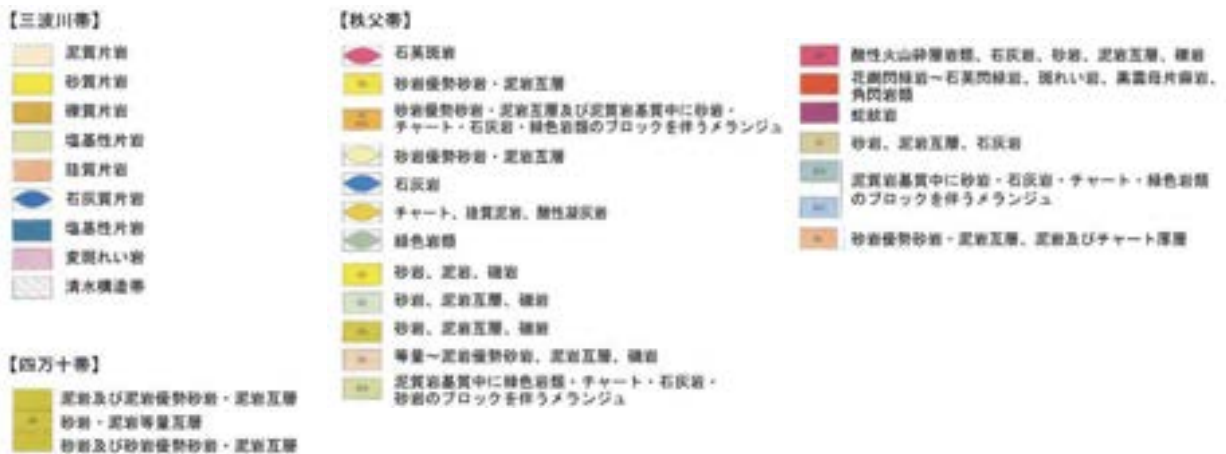 【三波川帯】
泥質片岩
砂質片岩
礫質片岩
塩基性片岩
珪質片岩
石灰質片岩
塩基性片岩
変斑れい岩
清水構造帯
【四万十帯】
泥岩及び泥岩優勢砂岩・泥岩互層
砂岩・泥岩等量互層
砂岩及び砂岩優勢砂岩・泥岩互層
【秩父帯】
石英斑岩
砂岩優勢砂岩・泥岩互層
砂岩優勢砂岩・泥岩互層及び泥質岩基質中に砂岩・
チャート・石灰岩・緑色岩類のブロックを伴うメランジュ
砂岩優勢砂岩・泥岩互層
石灰岩
チャート、珪質泥岩、酸性凝灰岩
緑色岩類
砂岩、泥岩、礫岩
砂岩、泥岩互層、礫岩
砂岩、泥岩互層、礫岩
等量～泥岩優勢砂岩、泥岩互層、礫岩
泥質岩基質中に緑色岩類・チャート・石灰岩・
砂岩のブロックを伴うメランジュ
酸性火山砕屑岩類、石灰岩、砂岩、泥岩互層、礫岩
花崗閃緑岩～石英閃緑岩、斑れい岩、黒雲母片麻岩、
角閃岩類
蛇紋岩
砂岩、泥岩互層、石灰岩
泥質岩基質中に砂岩・石灰岩・チャート・緑色岩類
のブロックを伴うメランジュ
砂岩優勢砂岩・泥岩互層、泥岩及びチャート厚層